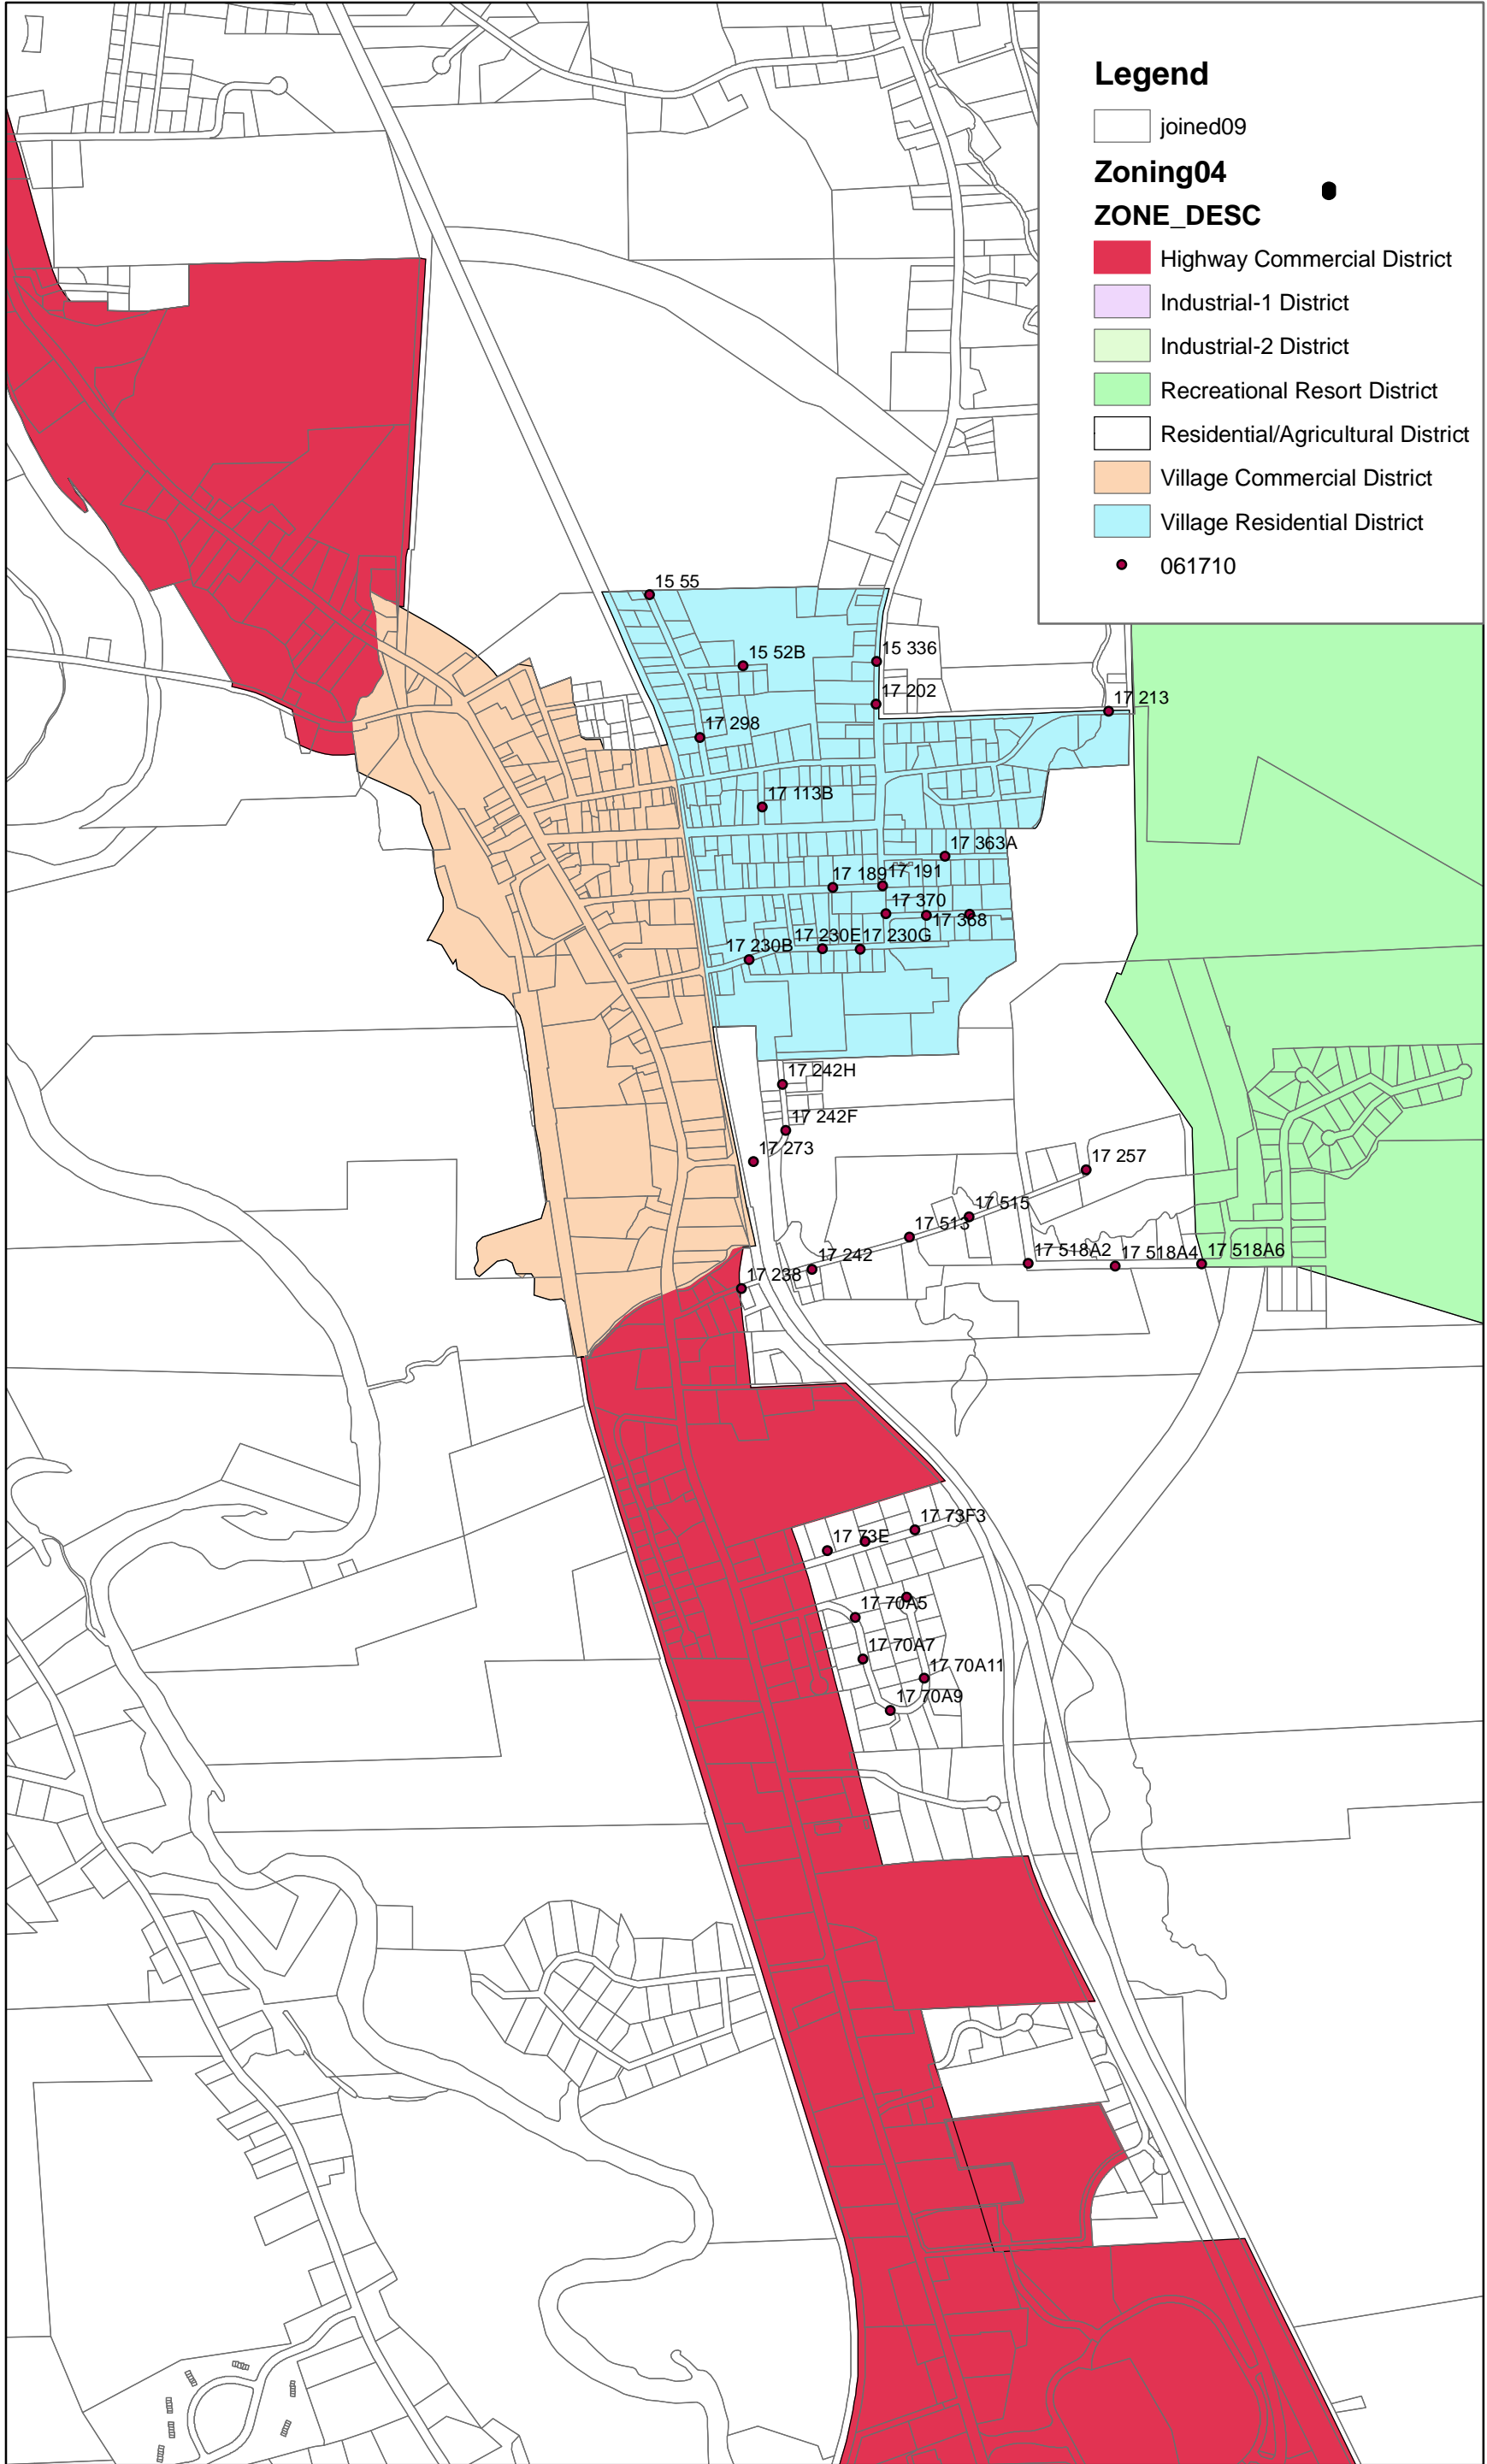 Legend
joined09
Zoning04
ZONE_DESC
Highway Commercial District
Industrial-1 District
Industrial-2 District
Recreational Resort District
Residential/Agricultural District
Village Commercial District
Village Residential District
061710
15 55
15 52B
15 336
17 202
17 213
17 298
17 113B
17 363A
17 189
17 191
17 370
17 368
17 230E
17 230G
17 230B
17 242H
17 242F
17 273
17 257
17 515
17 513
17 242
17 518A2
17 518A4
17 518A6
17 238
17 73F3
17 73E
17 70A5
17 70A7
17 70A11
17 70A9